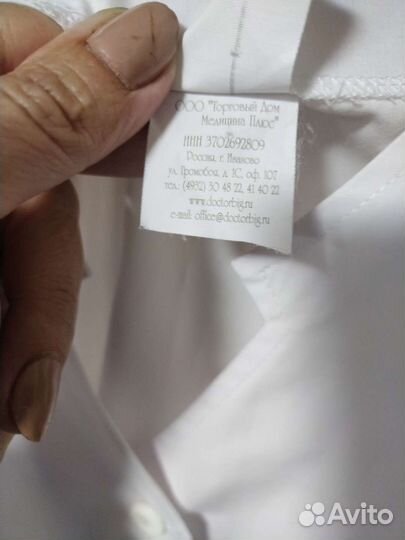 ООО "Торговый Дом
Медицина Плюс"
ИНН 3702692809
Россия, г. Иваново
ул. Громобоя, д. 1С, оф. 107
тел.: (4932) 30 48 22, 41 40 22
www.doctorbig.ru
e-mail: office@doctorbig.ru
Avito